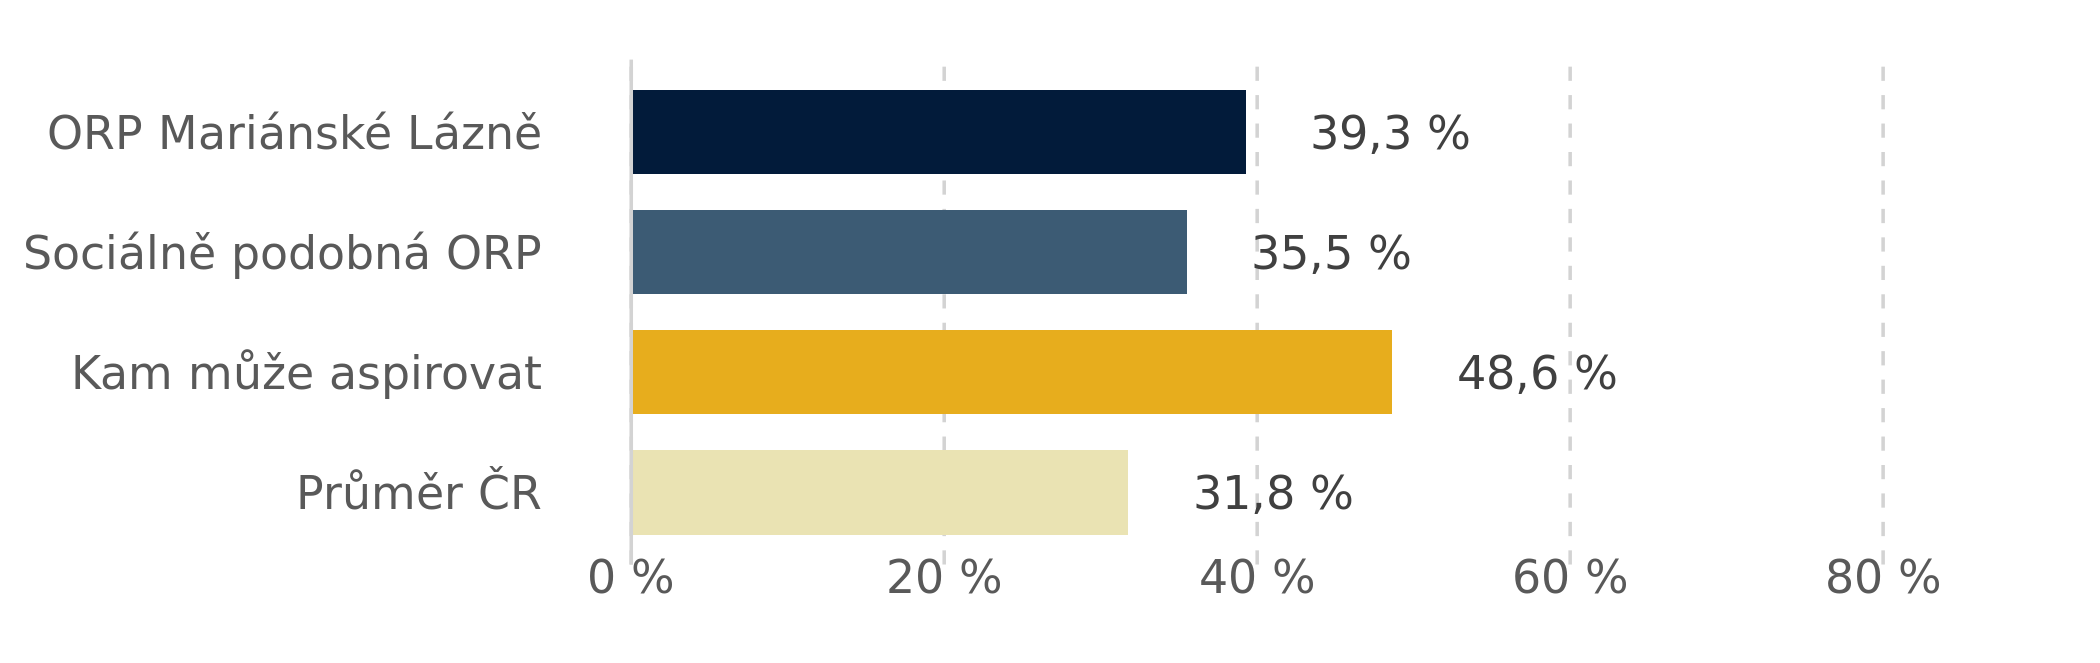 ORP Mariánské Lázně 39,3 %
Sociálně podobná ORP 35,5 %
Kam může aspirovat 48,6 %
Průměr ČR 31,8 %
0 % 20 % 40 % 60 % 80 %